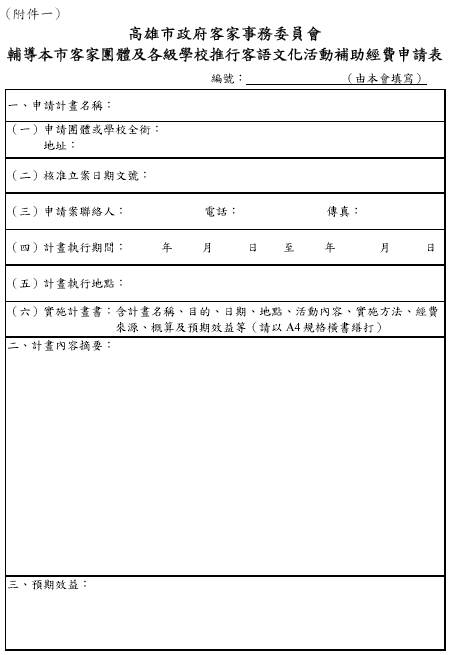 （附件一）
高雄市政府客家事務委員會
輔導本市客家團體及各級學校推行客語文化活動補助經費申請表
編號：　　　　　　（由本會填寫）
一、申請計畫名稱：
（一）申請團體或學校全銜：
地址：
（二）核准立案日期文號：
（三）申請案聯絡人：　　　　　電話：　　　　　傳真：
（四）計畫執行期間：　　年　　月　　日　　至　　年　　月　　日
（五）計畫執行地點：
（六）實施計畫書：含計畫名稱、目的、日期、地點、活動內容、實施方法、經費
來源、概算及預期效益等（請以 A4 規格橫書繕打）
二、計畫內容摘要：
三、預期效益：